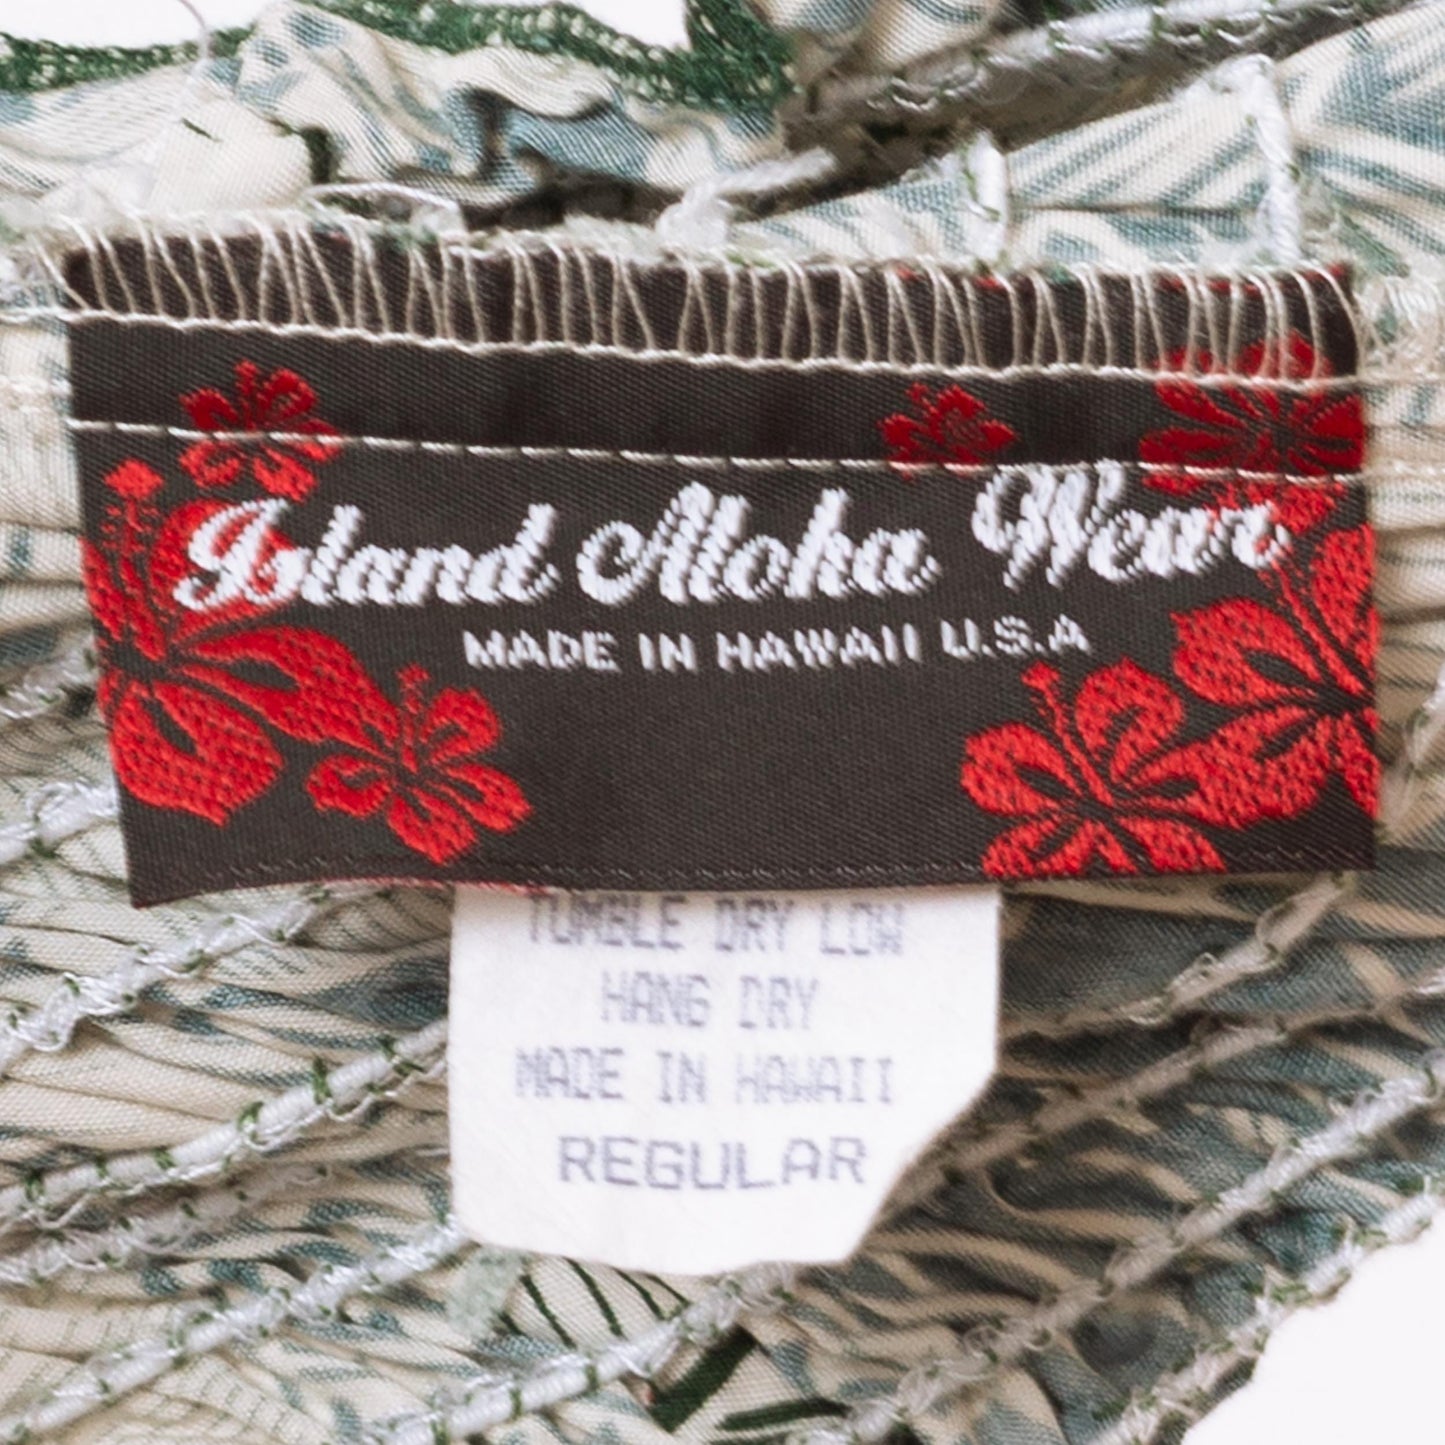 Island Aloha Wear
MADE IN HAWAII U.S.A
TUMBLE DRY LOW
HANG DRY
MADE IN HAWAII
REGULAR